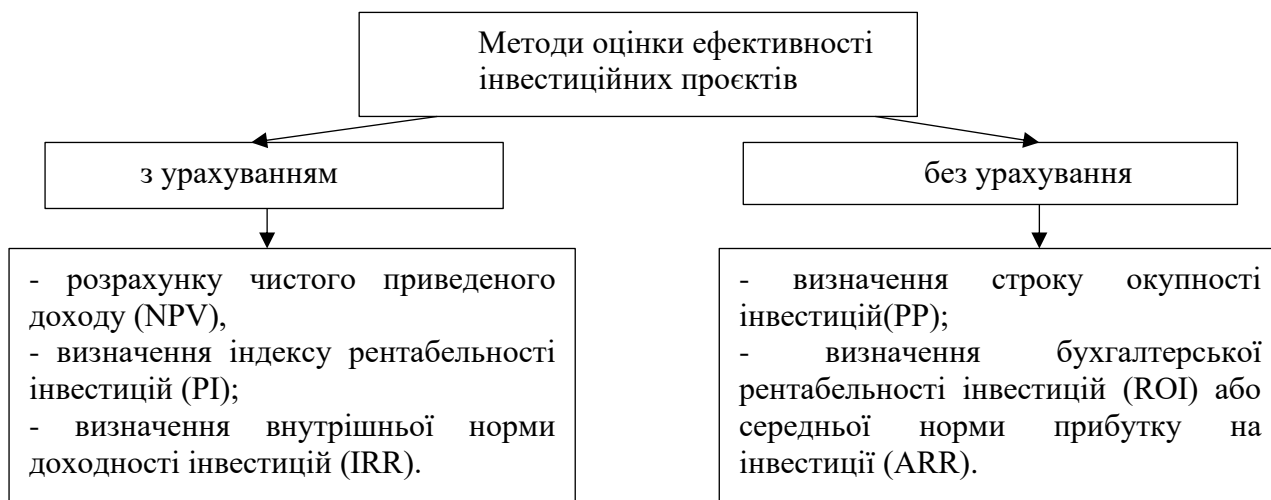 Методи оцінки ефективності
інвестиційних проєктів
з урахуванням
без урахування
- розрахунку чистого приведеного
доходу (NPV),
- визначення індексу рентабельності
інвестицій (PI);
- визначення внутрішньої норми
доходності інвестицій (IRR).
- визначення строку окупності
інвестицій(PP);
- визначення бухгалтерської
рентабельності інвестицій (ROI) або
середньої норми прибутку на
інвестиції (ARR).